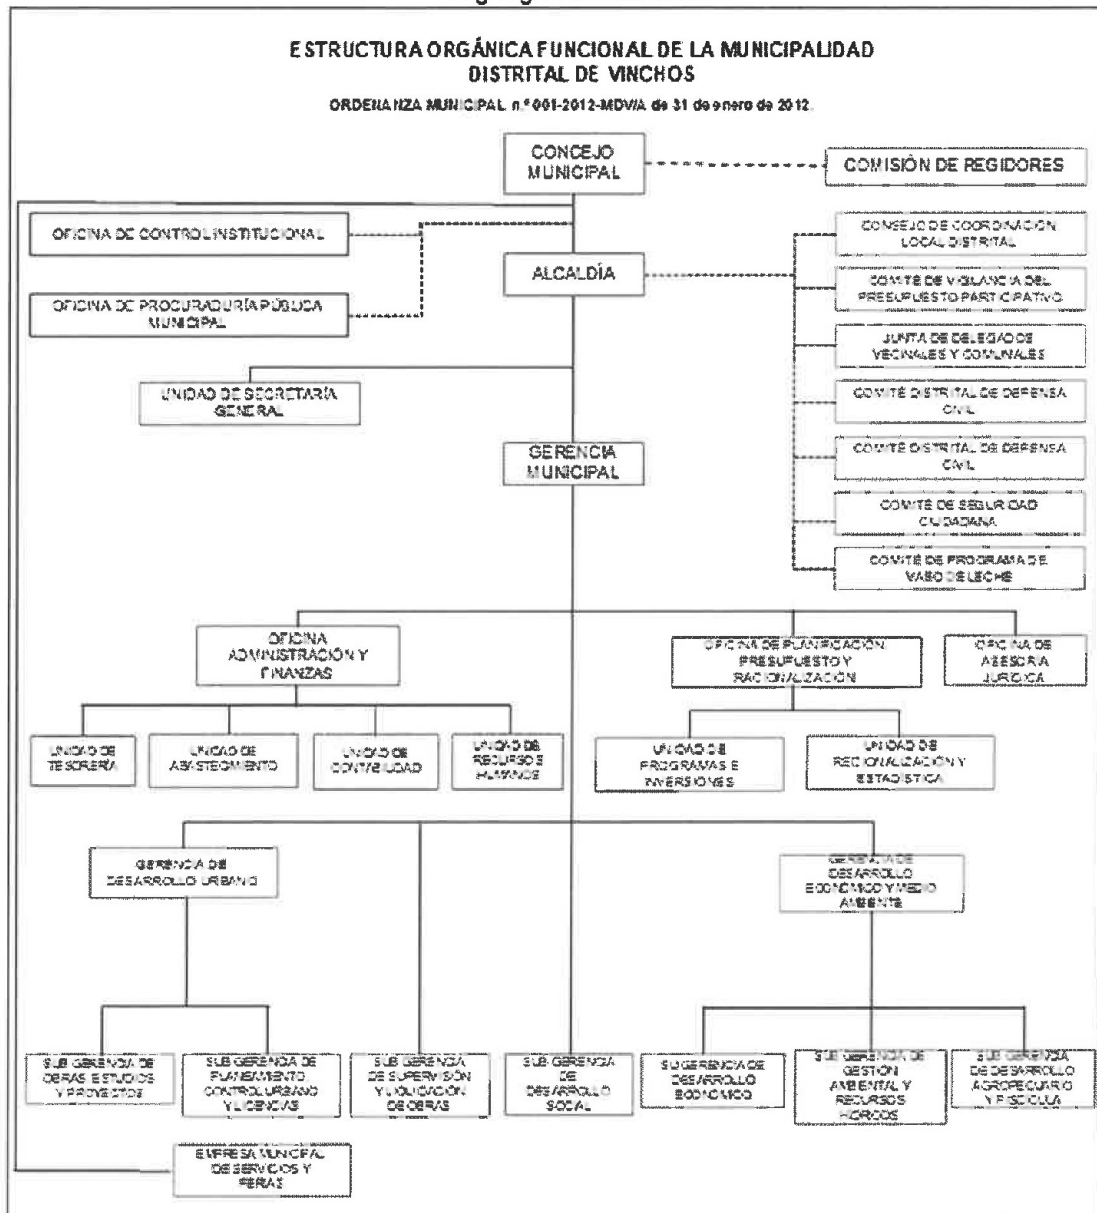 ESTRUCTURA ORGÁNICA FUNCIONAL DE LA MUNICIPALIDAD
DISTRITAL DE VINCHOS
ORDENANZA MUNICIPAL n.º 001-2012-MDV/A de 31 de enero de 2012.
CONCEJO
MUNICIPAL
COMISIÓN DE REGIDORES
OFICINA DE CONTROL INSTITUCIONAL
CONSEJO DE COORDINACIÓN
LOCAL DISTRITAL
ALCALDÍA
COMITÉ DE VIGILANCIA DEL
PRESUPUESTO PARTICIPATIVO
OFICINA DE PROCURADURÍA PÚBLICA
MUNICIPAL
JUNTA DE DELEGADOS
VECINALES Y COMUNALES
UNIDAD DE SECRETARÍA
GENERAL
COMITÉ DISTRITAL DE DEFENSA
CIVIL
GERENCIA
MUNICIPAL
COMITÉ DISTRITAL DE DEFENSA
CIVIL
COMITÉ DE SEGURIDAD
CIUDADANA
COMITÉ DE PROGRAMA DE
VASO DE LECHE
OFICINA
ADMINISTRACIÓN Y
FINANZAS
OFICINA DE PLANIFICACIÓN
PRESUPUESTO Y
RACIONALIZACIÓN
OFICINA DE
ASESORÍA
JURÍDICA
UNIDAD DE
TESORERÍA
UNIDAD DE
ABASTECIMIENTO
UNIDAD DE
CONTABILIDAD
UNIDAD DE
RECURSOS
HUMANOS
UNIDAD DE
PROGRAMAS E
INVERSIONES
UNIDAD DE
RECIONALIZACIÓN Y
ESTADÍSTICA
GERENCIA DE
DESARROLLO URBANO
GERENCIA DE
DESARROLLO
ECONÓMICO Y MEDIO
AMBIENTE
SUB GERENCIA DE
OBRAS, ESTUDIOS
Y PROYECTOS
SUB GERENCIA DE
PLANEAMIENTO
CONTROL URBANO
Y LICENCIAS
SUB GERENCIA
DE SUPERVISIÓN
Y LIQUIDACIÓN
DE OBRAS
SUB GERENCIA
DE
DESARROLLO
SOCIAL
SU GERENCIA DE
DESARROLLO
ECONÓMICO
SUB GERENCIA DE
GESTIÓN
AMBIENTAL Y
RECURSOS
HÍDRICOS
SUB GERENCIA
DE DESARROLLO
AGROPECUARIO
Y PISCICULA
EMPRESA MUNICIPAL
DE SERVICIOS Y
FERIAS